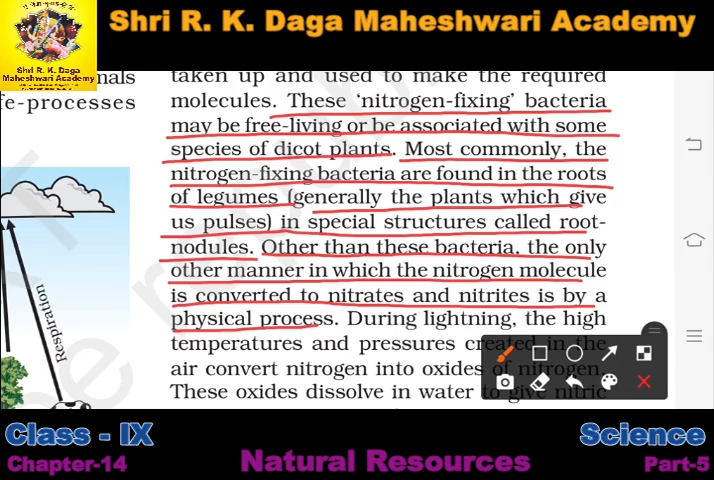 Shri R. K. Daga Maheshwari Academy
Shri R. K. Daga
Maheshwari Academy
fe-processes
Respiration
taken up and used to make the required
molecules. These ‘nitrogen-fixing’ bacteria
may be free-living or be associated with some
species of dicot plants. Most commonly, the
nitrogen-fixing bacteria are found in the roots
of legumes (generally the plants which give
us pulses) in special structures called root-
nodules. Other than these bacteria, the only
other manner in which the nitrogen molecule
is converted to nitrates and nitrites is by a
physical process. During lightning, the high
temperatures and pressures created in the
air convert nitrogen into oxides of nitrogen.
These oxides dissolve in water to give nitric
Class - IX
Science
Chapter-14
Natural Resources
Part-5